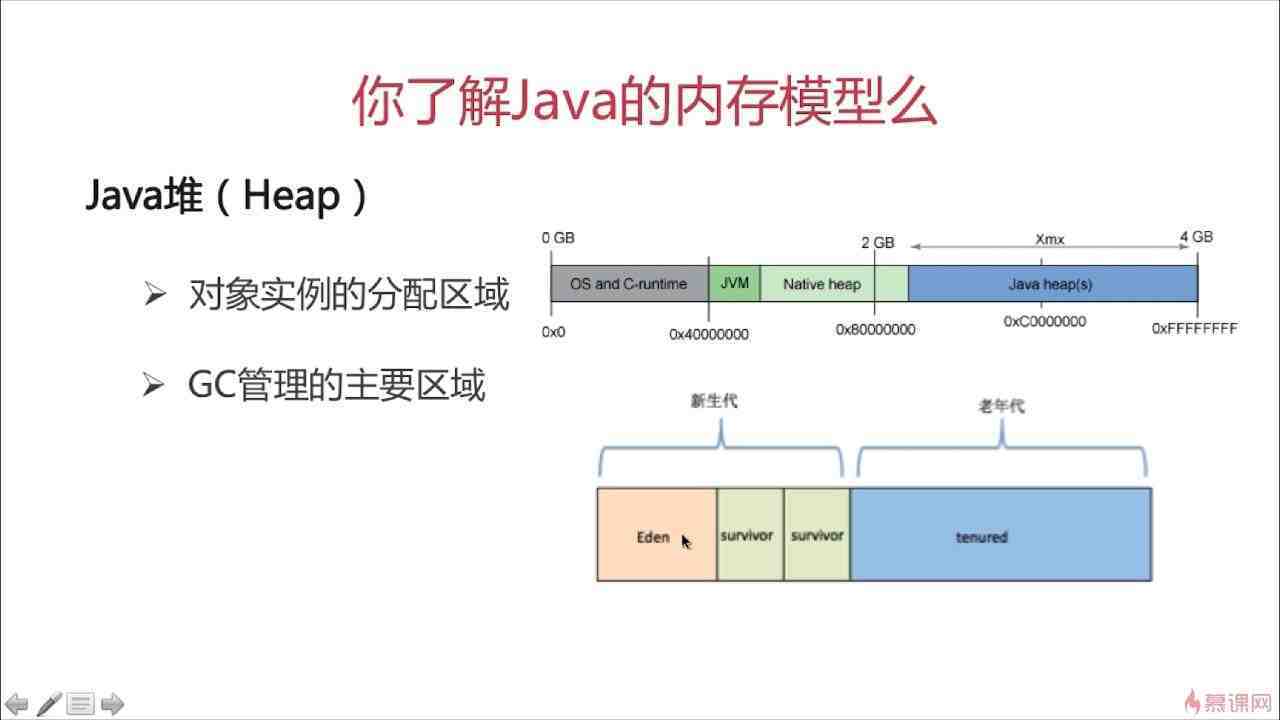 你了解Java的内存模型么
Java堆（Heap）
对象实例的分配区域
GC管理的主要区域
0 GB 2 GB Xmx 4 GB
OS and C-runtime JVM Native heap Java heap(s)
0x0 0x40000000 0x80000000 0xC0000000 0xFFFFFFFF
新生代 老年代
Eden survivor survivor tenured
慕课网